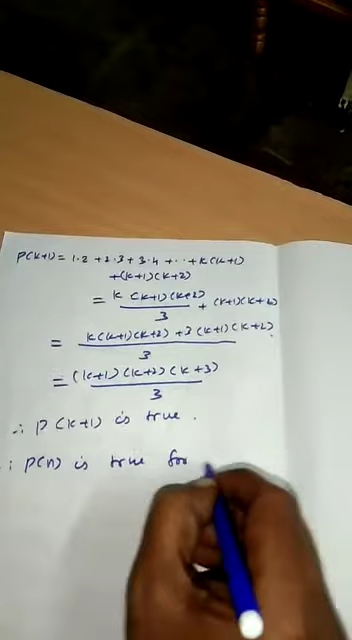 P(k+1) = 1.2 + 2.3 + 3.4 + .. + k(k+1)
+(k+1)(k+2)
= k(k+1)(k+2)/3 + (k+1)(k+2)
= k(k+1)(k+2) + 3(k+1)(k+2)/3
= (k+1)(k+2)(k+3)/3
∴ P(k+1) is true.
∴ P(n) is true for